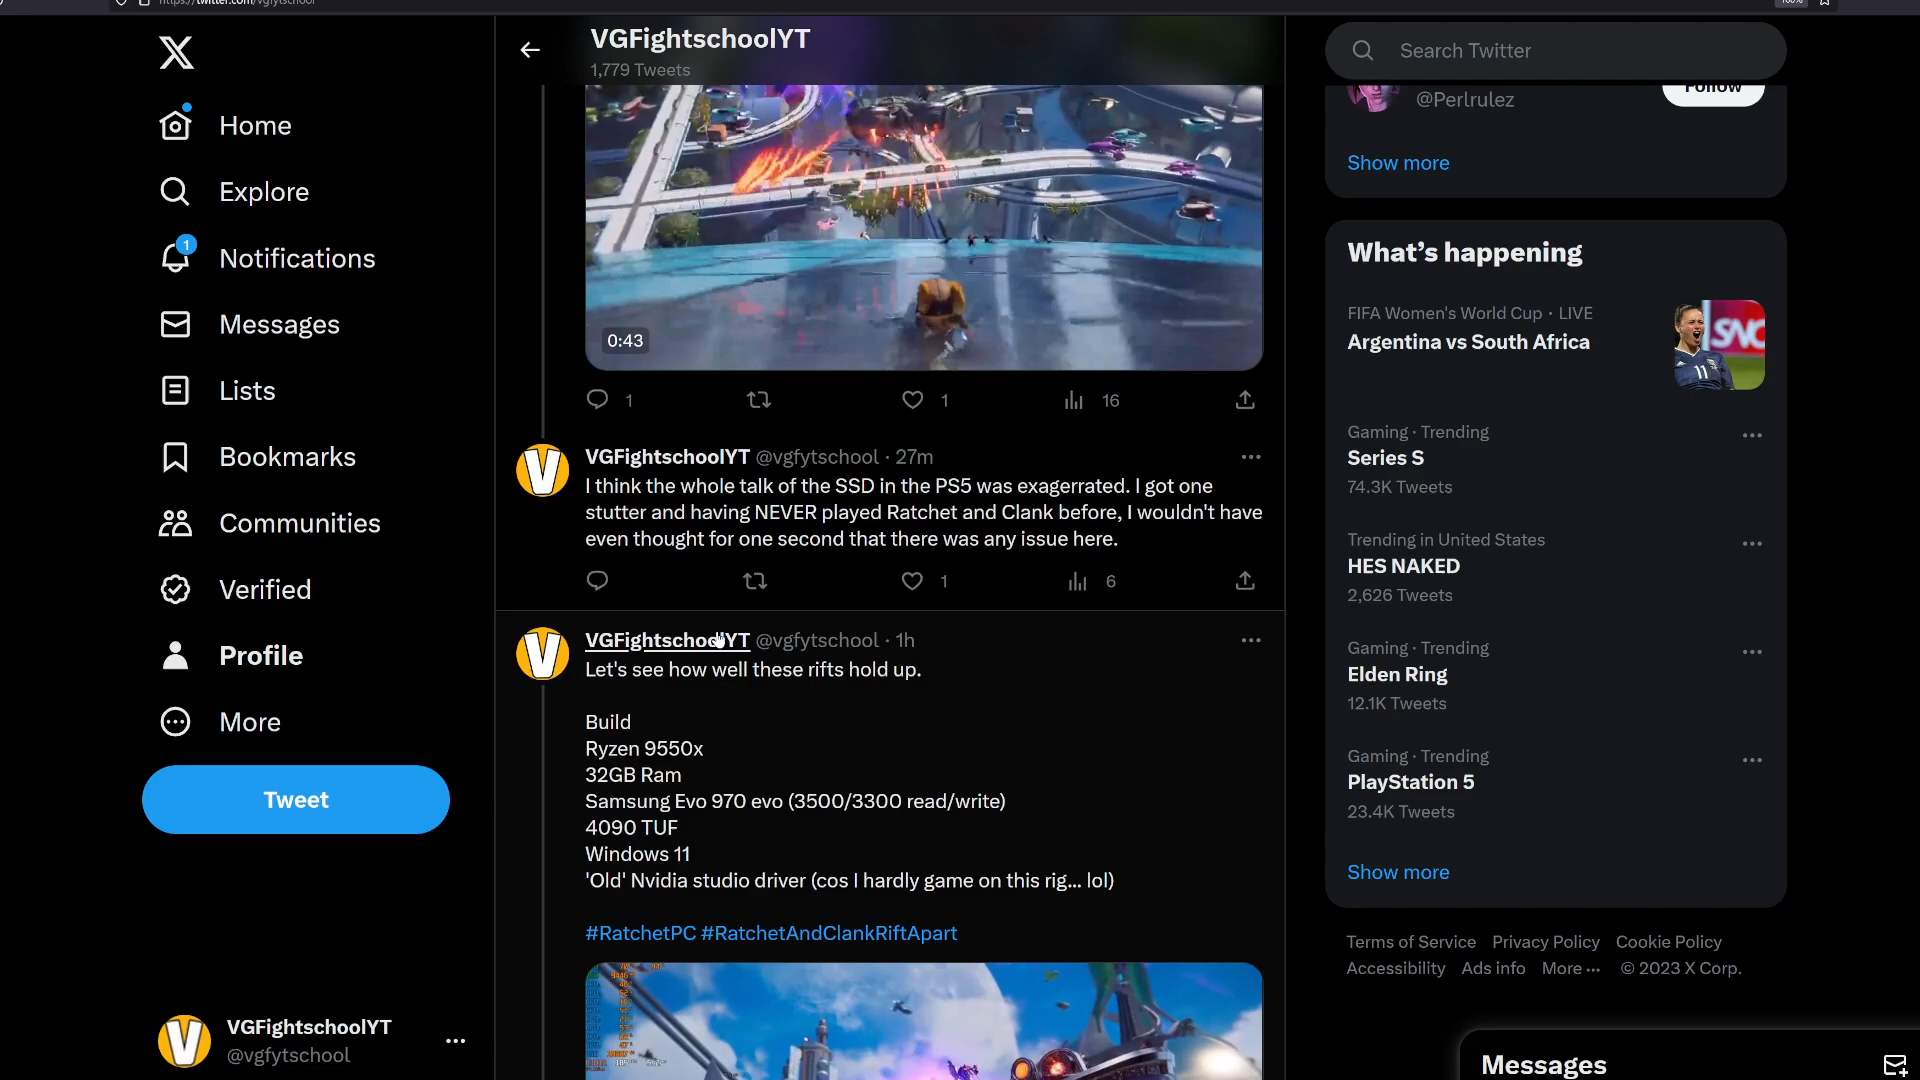 https://twitter.com/vgfytschool
100%
Home
Explore
1
Notifications
Messages
Lists
Bookmarks
Communities
Verified
Profile
More
Tweet
VGFightschoolYT
@vgfytschool
VGFightschoolYT
1,779 Tweets
0:43
1 1 16
VGFightschoolYT @vgfytschool · 27m
I think the whole talk of the SSD in the PS5 was exagerrated. I got one
stutter and having NEVER played Ratchet and Clank before, I wouldn't have
even thought for one second that there was any issue here.
1 6
VGFightschoolYT @vgfytschool · 1h
Let's see how well these rifts hold up.
Build
Ryzen 9550x
32GB Ram
Samsung Evo 970 evo (3500/3300 read/write)
4090 TUF
Windows 11
'Old' Nvidia studio driver (cos I hardly game on this rig... lol)
#RatchetPC #RatchetAndClankRiftApart
Search Twitter
@Perlrulez
Follow
Show more
What's happening
FIFA Women's World Cup · LIVE
Argentina vs South Africa
11
Gaming · Trending
Series S
74.3K Tweets
Trending in United States
HES NAKED
2,626 Tweets
Gaming · Trending
Elden Ring
12.1K Tweets
Gaming · Trending
PlayStation 5
23.4K Tweets
Show more
Terms of Service Privacy Policy Cookie Policy
Accessibility Ads info More ··· © 2023 X Corp.
Messages